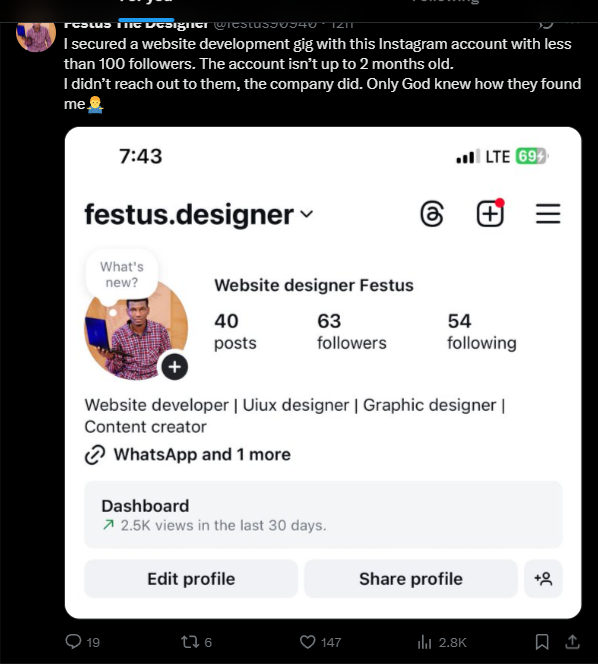 For you
Following
Festus The Designer @festus90940 · 12h
I secured a website development gig with this Instagram account with less
than 100 followers. The account isn’t up to 2 months old.
I didn’t reach out to them, the company did. Only God knew how they found
me🤷‍♂️
7:43
LTE 69
festus.designer
What's
new?
Website designer Festus
40
posts
63
followers
54
following
Website developer | Uiux designer | Graphic designer |
Content creator
WhatsApp and 1 more
Dashboard
2.5K views in the last 30 days.
Edit profile
Share profile
19
6
147
2.8K